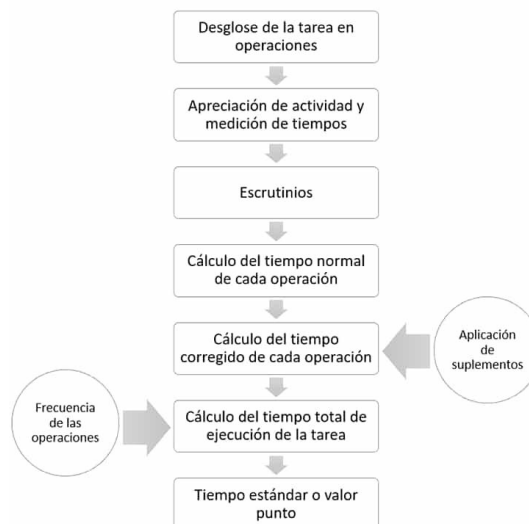 Desglose de la tarea en
operaciones
Apreciación de actividad y
medición de tiempos
Escrutinios
Cálculo del tiempo normal
de cada operación
Cálculo del tiempo
corregido de cada operación
Aplicación
de
suplementos
Frecuencia
de las
operaciones
Cálculo del tiempo total de
ejecución de la tarea
Tiempo estándar o valor
punto